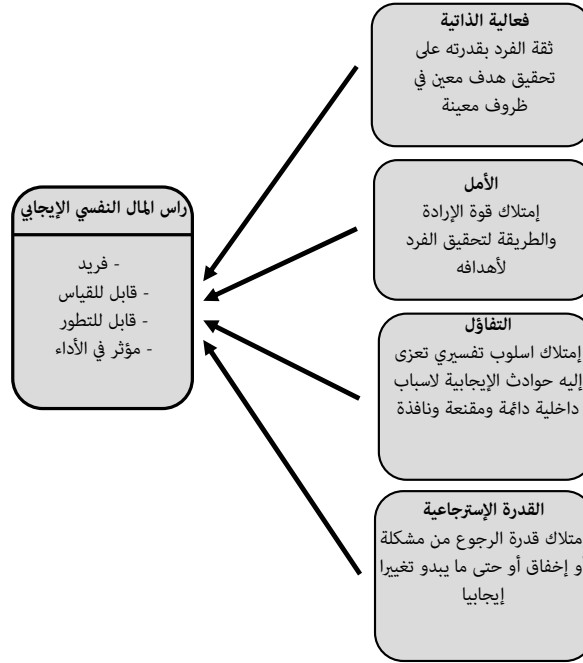 فعالية الذاتية
ثقة الفرد بقدرته على
تحقيق هدف معين في
ظروف معينة
الأمل
إمتلاك قوة الإرادة
والطريقة لتحقيق الفرد
لأهدافه
التفاؤل
إمتلاك اسلوب تفسيري تعزى
إليه حوادث الإيجابية لاسباب
داخلية دائمة ومقنعة ونافذة
القدرة الإسترجاعية
متلاك قدرة الرجوع من مشكلة
أو إخفاق أو حتى ما يبدو تغييرا
إيجابيا
راس المال النفسي الإيجابي
- فريد
- قابل للقياس
- قابل للتطور
- مؤثر في الأداء